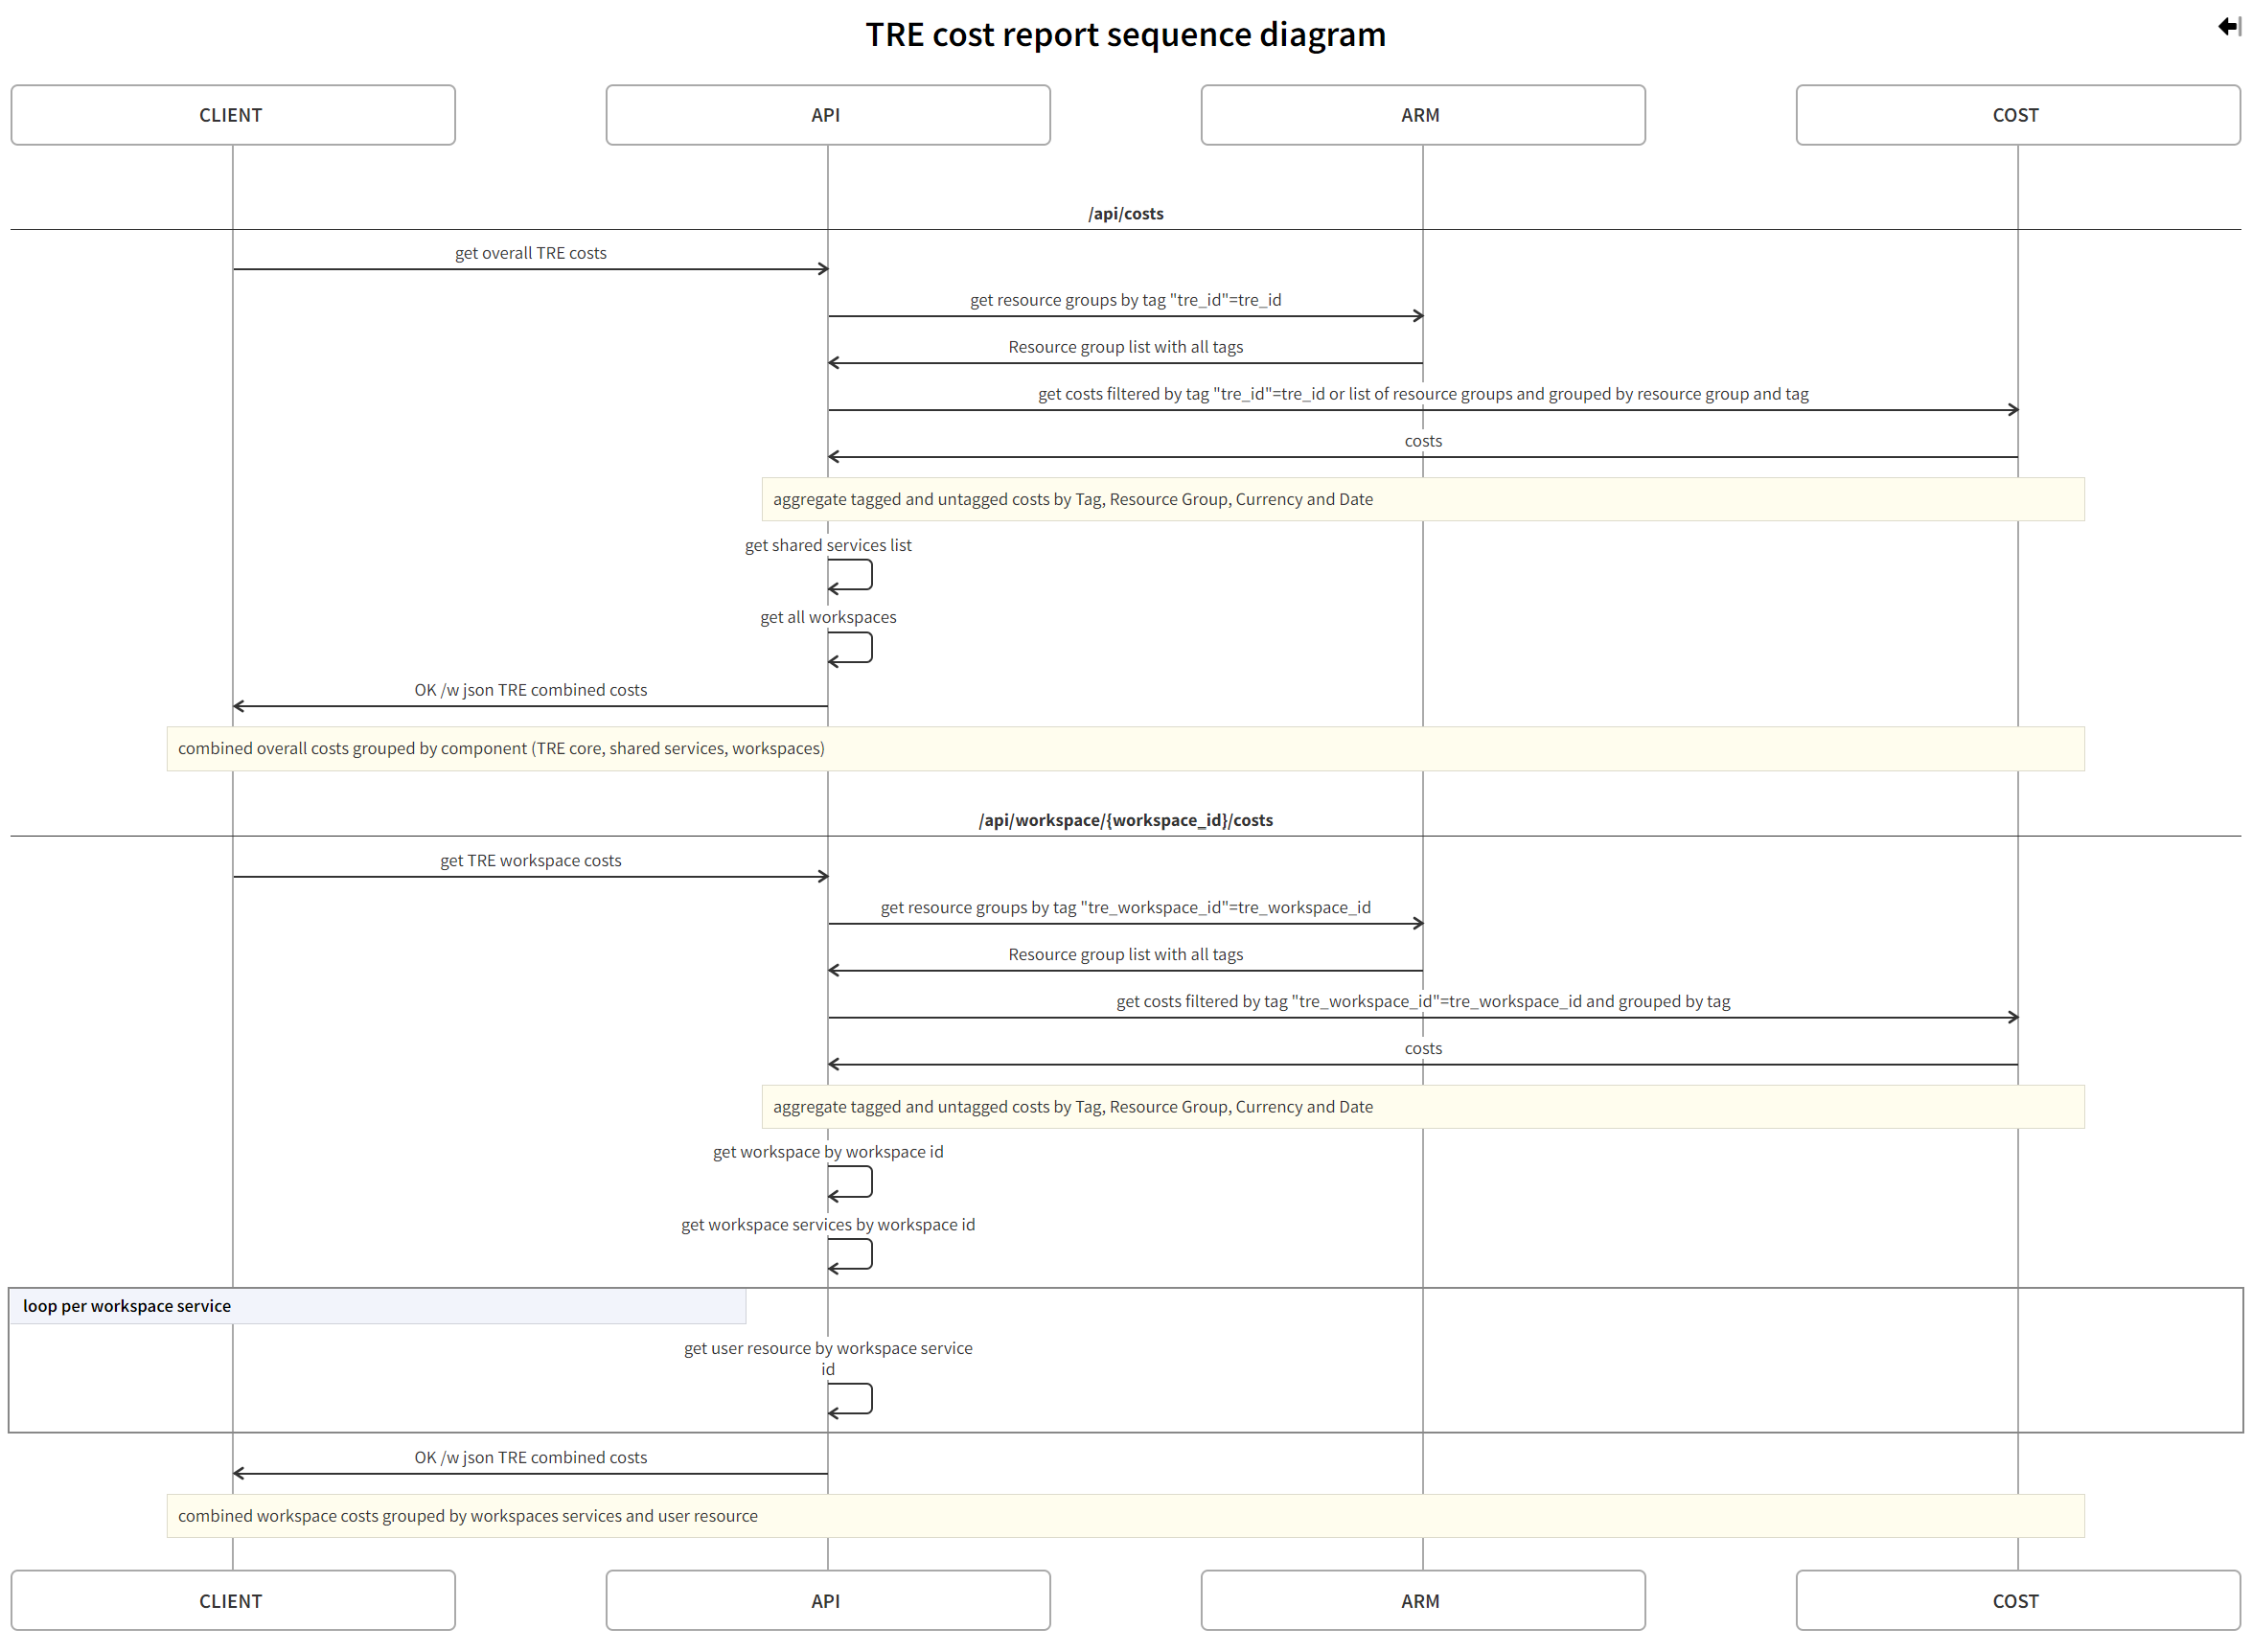 TRE cost report sequence diagram
CLIENT
API
ARM
COST
/api/costs
get overall TRE costs
get resource groups by tag "tre_id"=tre_id
Resource group list with all tags
get costs filtered by tag "tre_id"=tre_id or list of resource groups and grouped by resource group and tag
costs
aggregate tagged and untagged costs by Tag, Resource Group, Currency and Date
get shared services list
get all workspaces
OK /w json TRE combined costs
combined overall costs grouped by component (TRE core, shared services, workspaces)
/api/workspace/{workspace_id}/costs
get TRE workspace costs
get resource groups by tag "tre_workspace_id"=tre_workspace_id
Resource group list with all tags
get costs filtered by tag "tre_workspace_id"=tre_workspace_id and grouped by tag
costs
aggregate tagged and untagged costs by Tag, Resource Group, Currency and Date
get workspace by workspace id
get workspace services by workspace id
loop per workspace service
get user resource by workspace service
id
OK /w json TRE combined costs
combined workspace costs grouped by workspaces services and user resource
CLIENT
API
ARM
COST